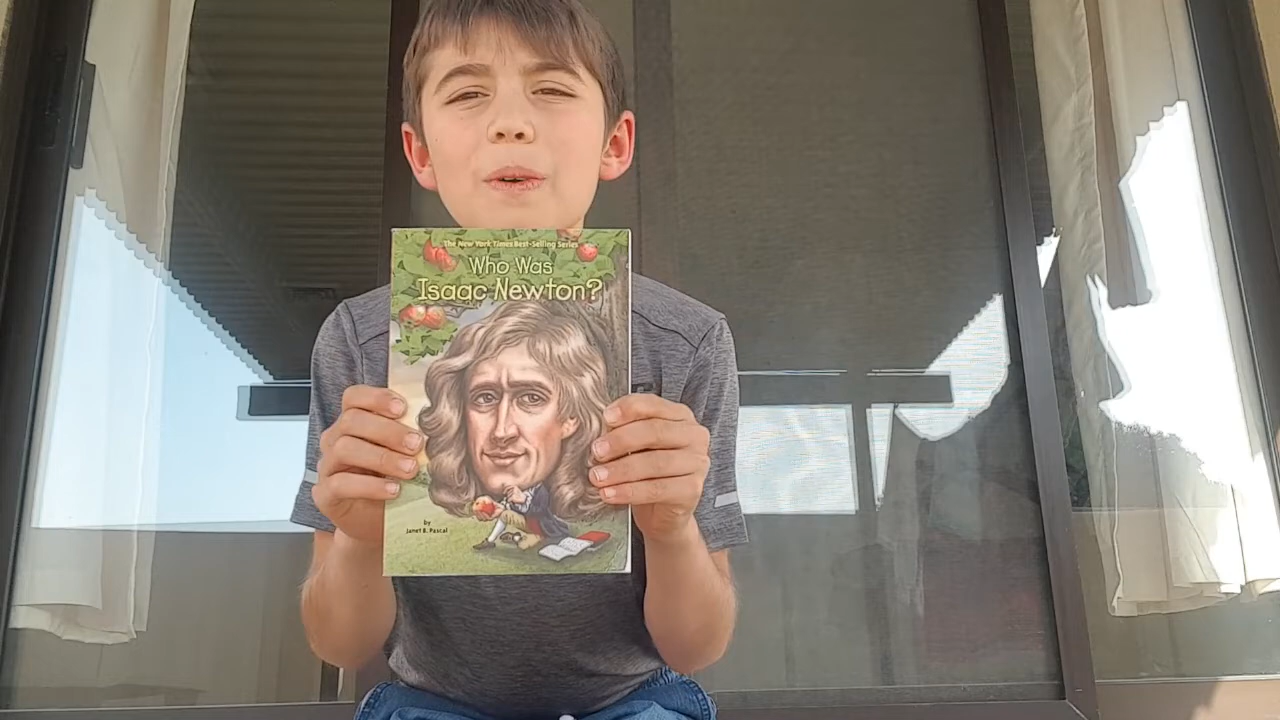 The New York Times Best-Selling Series
Who Was
Isaac Newton?
by
Janet B. Pascal